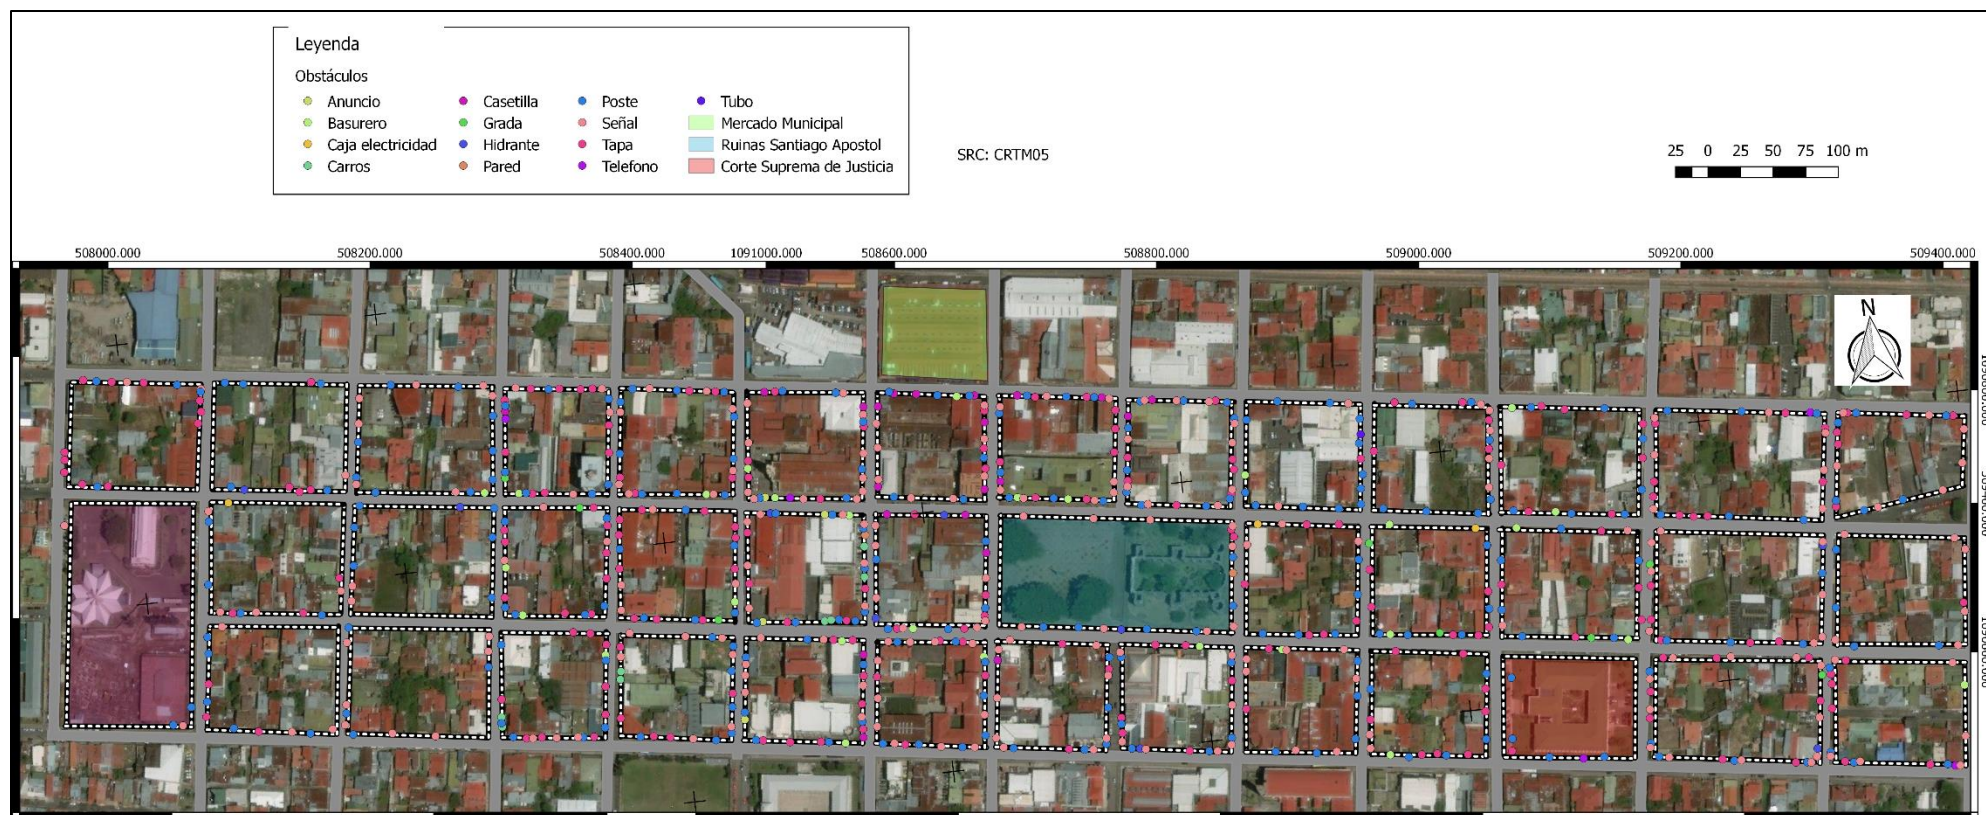 Leyenda
Obstáculos
Anuncio
Basurero
Caja electricidad
Carros
Casetilla
Grada
Hidrante
Pared
Poste
Señal
Tapa
Telefono
Tubo
Mercado Municipal
Ruinas Santiago Apostol
Corte Suprema de Justicia
SRC: CRTM05
25 0 25 50 75 100 m
508000.000 508200.000 508400.000 1091000.000 508600.000 508800.000 509000.000 509200.000 509400.000
N